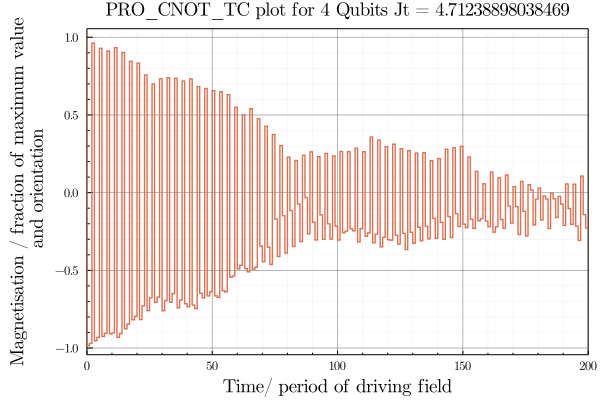 PRO_CNOT_TC plot for 4 Qubits Jt = 4.71238898038469
Magnetisation / fraction of maximum value
and orientation
1.0
0.5
0.0
−0.5
−1.0
0 50 100 150 200
Time/ period of driving field